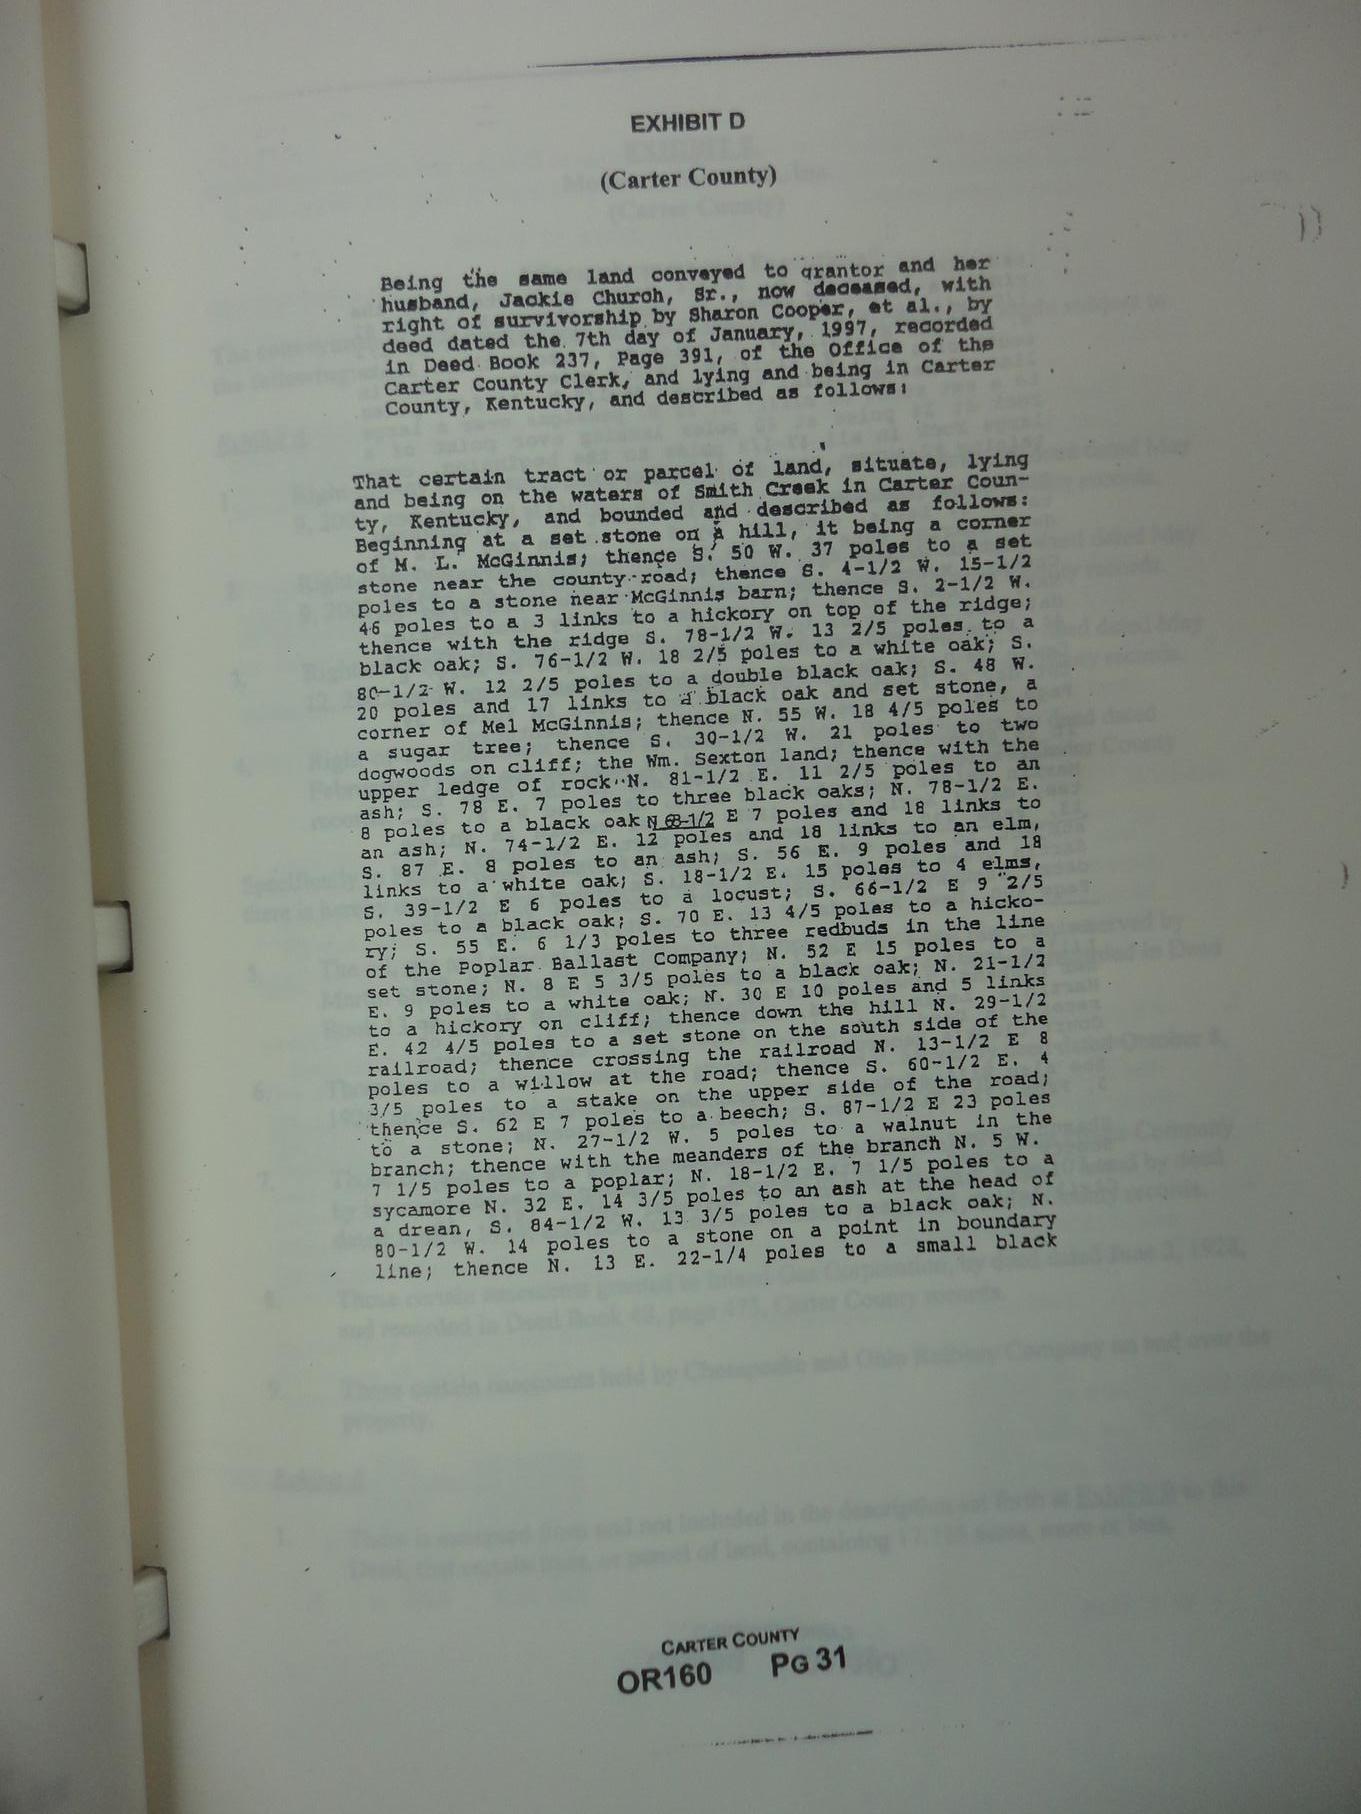 EXHIBIT D
(Carter County)
Being the same land conveyed to grantor and her
husband, Jackie Church, Sr., now deceased, with
right of survivorship by Sharon Cooper, et al., by
deed dated the 7th day of January, 1997, recorded
in Deed Book 237, Page 391, of the Office of the
Carter County Clerk, and lying and being in Carter
County, Kentucky, and described as follows:
That certain tract or parcel of land, situate, lying
and being on the waters of Smith Creek in Carter Coun-
ty, Kentucky, and bounded and described as follows:
Beginning at a set stone on a hill, it being a corner
of M. L. McGinnis; thence S. 50 W. 37 poles to a set
stone near the county road; thence S. 4-1/2 W. 15-1/2
poles to a stone near McGinnis barn; thence S. 2-1/2 W.
46 poles to a 3 links to a hickory on top of the ridge;
thence with the ridge S. 78-1/2 W. 13 2/5 poles to a
black oak; S. 76-1/2 W. 18 2/5 poles to a white oak; S.
80-1/2 W. 12 2/5 poles to a double black oak; S. 48 W.
20 poles and 17 links to a black oak and set stone, a
corner of Mel McGinnis; thence N. 55 W. 18 4/5 poles to
a sugar tree; thence S. 30-1/2 W. 21 poles to two
dogwoods on cliff; the Wm. Sexton land; thence with the
upper ledge of rock N. 81-1/2 E. 11 2/5 poles to an
ash; S. 78 E. 7 poles to three black oaks; N. 78-1/2 E.
8 poles to a black oak N 68-1/2 E 7 poles and 18 links to
an ash; N. 74-1/2 E. 12 poles and 18 links to an elm,
S. 87 E. 8 poles to an ash; S. 56 E. 9 poles and 18
links to a white oak; S. 18-1/2 E. 15 poles to 4 elms,
S. 39-1/2 E 6 poles to a locust; S. 66-1/2 E 9 2/5
poles to a black oak; S. 70 E. 13 4/5 poles to a hicko-
ry; S. 55 E. 6 1/3 poles to three redbuds in the line
of the Poplar Ballast Company; N. 52 E 15 poles to a
set stone; N. 8 E 5 3/5 poles to a black oak; N. 21-1/2
E. 9 poles to a white oak; N. 30 E 10 poles and 5 links
to a hickory on cliff; thence down the hill N. 29-1/2
E. 42 4/5 poles to a set stone on the south side of the
railroad; thence crossing the railroad N. 13-1/2 E 8
poles to a willow at the road; thence S. 60-1/2 E. 4
3/5 poles to a stake on the upper side of the road;
thence S. 62 E 7 poles to a beech; S. 87-1/2 E 23 poles
to a stone; N. 27-1/2 W. 5 poles to a walnut in the
branch; thence with the meanders of the branch N. 5 W.
7 1/5 poles to a poplar; N. 18-1/2 E. 7 1/5 poles to a
sycamore N. 32 E. 14 3/5 poles to an ash at the head of
a drean, S. 84-1/2 W. 13 3/5 poles to a black oak; N.
80-1/2 W. 14 poles to a stone on a point in boundary
line; thence N. 13 E. 22-1/4 poles to a small black
CARTER COUNTY
OR160 PG 31